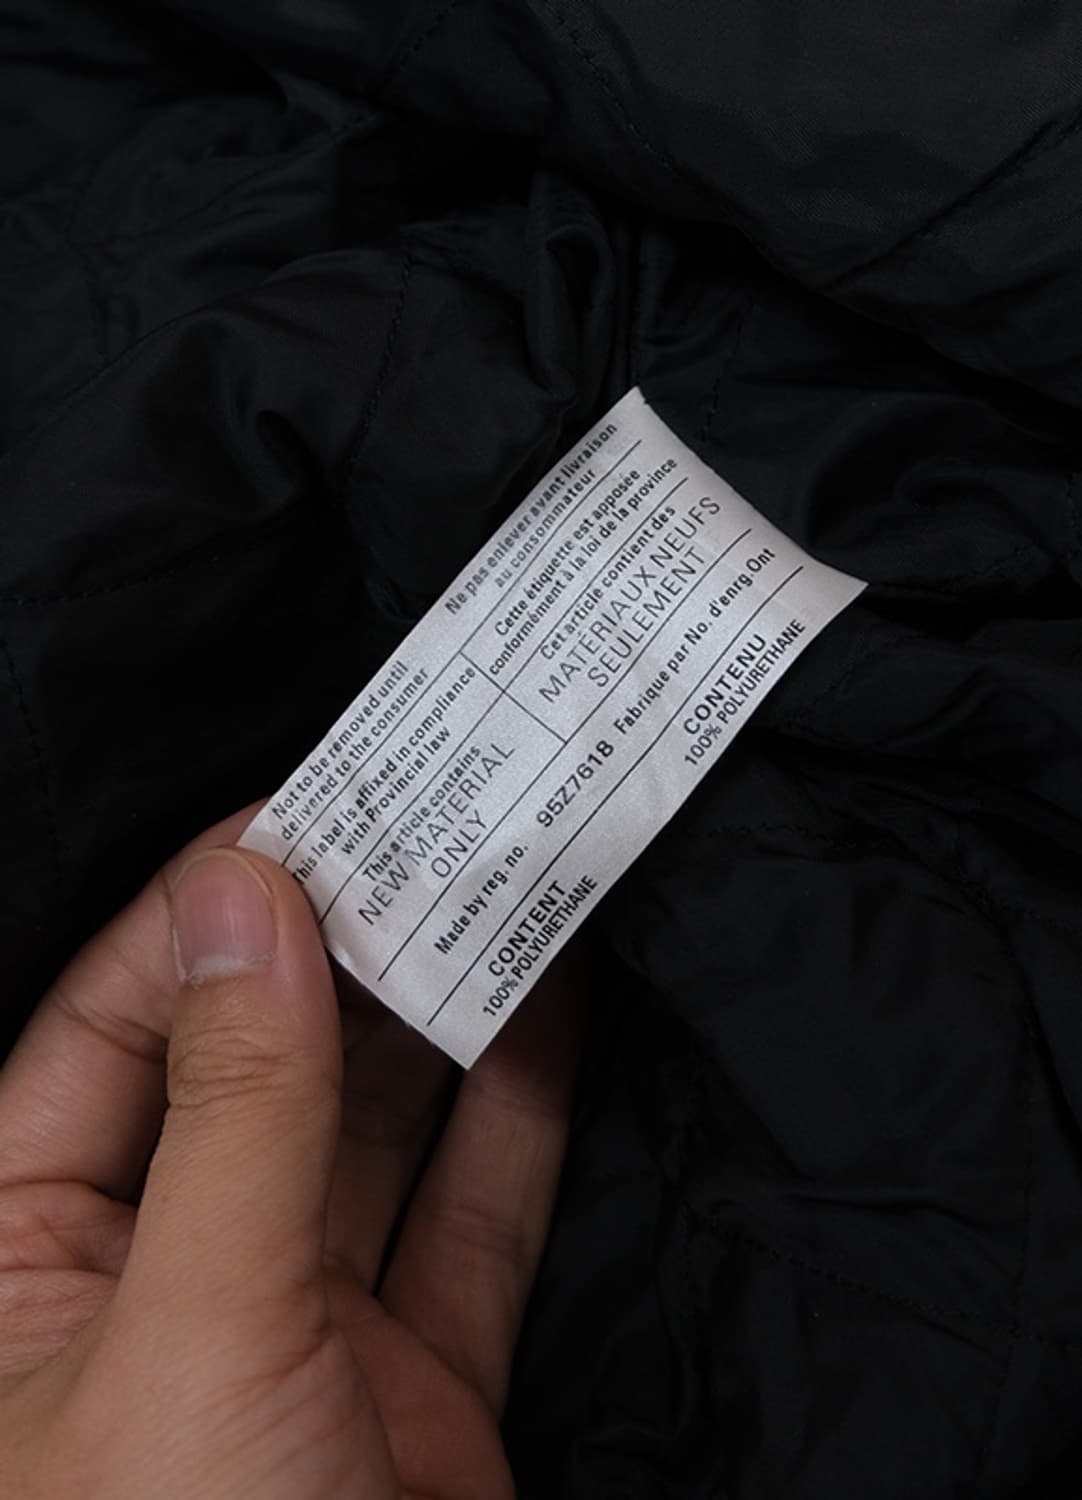 Not to be removed until
delivered to the consumer
Ne pas enlever avant livraison
au consommateur
This label is affixed in compliance
with Provincial law
Cette étiquette est apposée
conformément à la loi de la province
This article contains
NEW MATERIAL
ONLY
Cet article contient des
MATÉRIAUX NEUFS
SEULEMENT
Made by reg. no. 95Z7618 Fabrique par No. d'enrg.Ont
CONTENT
100% POLYURETHANE
CONTENU
100% POLYURETHANE